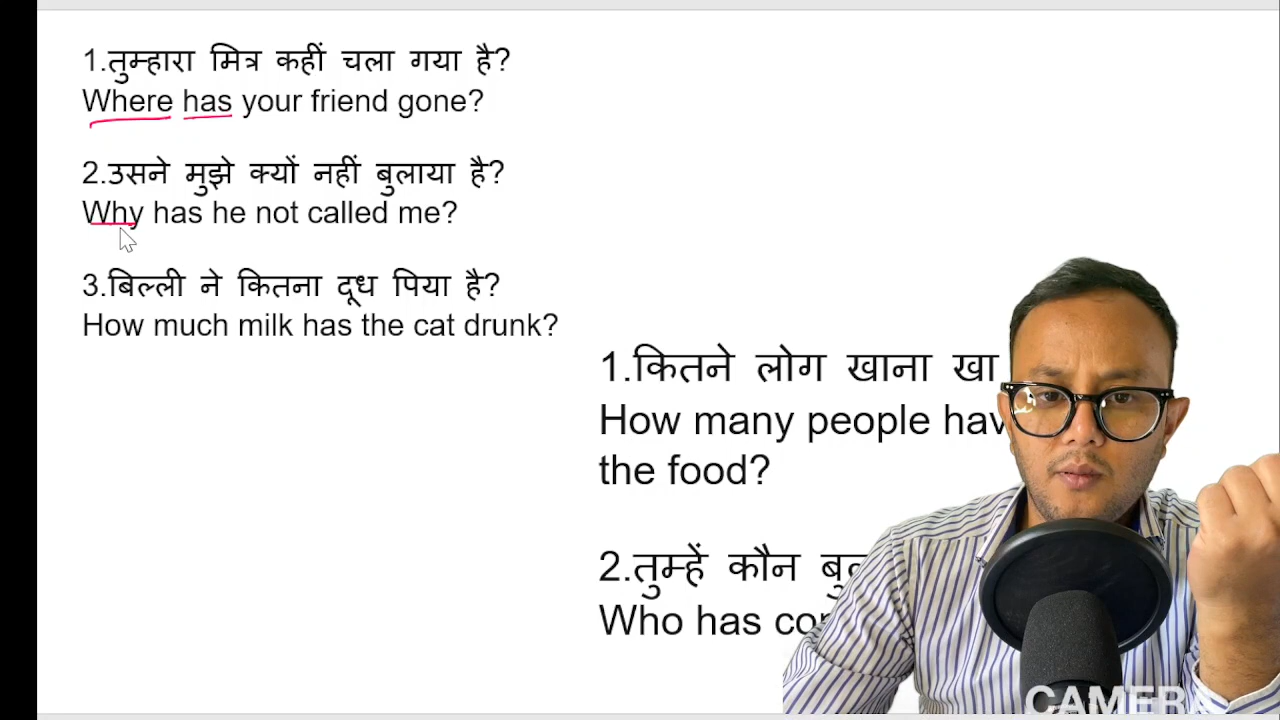 1.तुम्हारा मित्र कहीं चला गया है?
Where has your friend gone?
2.उसने मुझे क्यों नहीं बुलाया है?
Why has he not called me?
3.बिल्ली ने कितना दूध पिया है?
How much milk has the cat drunk?
1.कितने लोग खाना खा
How many people
the food?
2.तुम्हें कौन
Who has
CAMERA